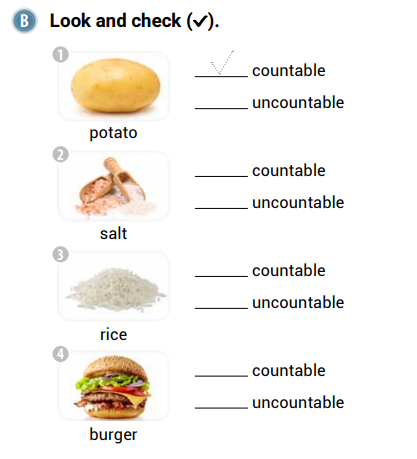 B Look and check (✓).
1
✓ countable
uncountable
potato
2
countable
uncountable
salt
3
countable
uncountable
rice
4
countable
uncountable
burger